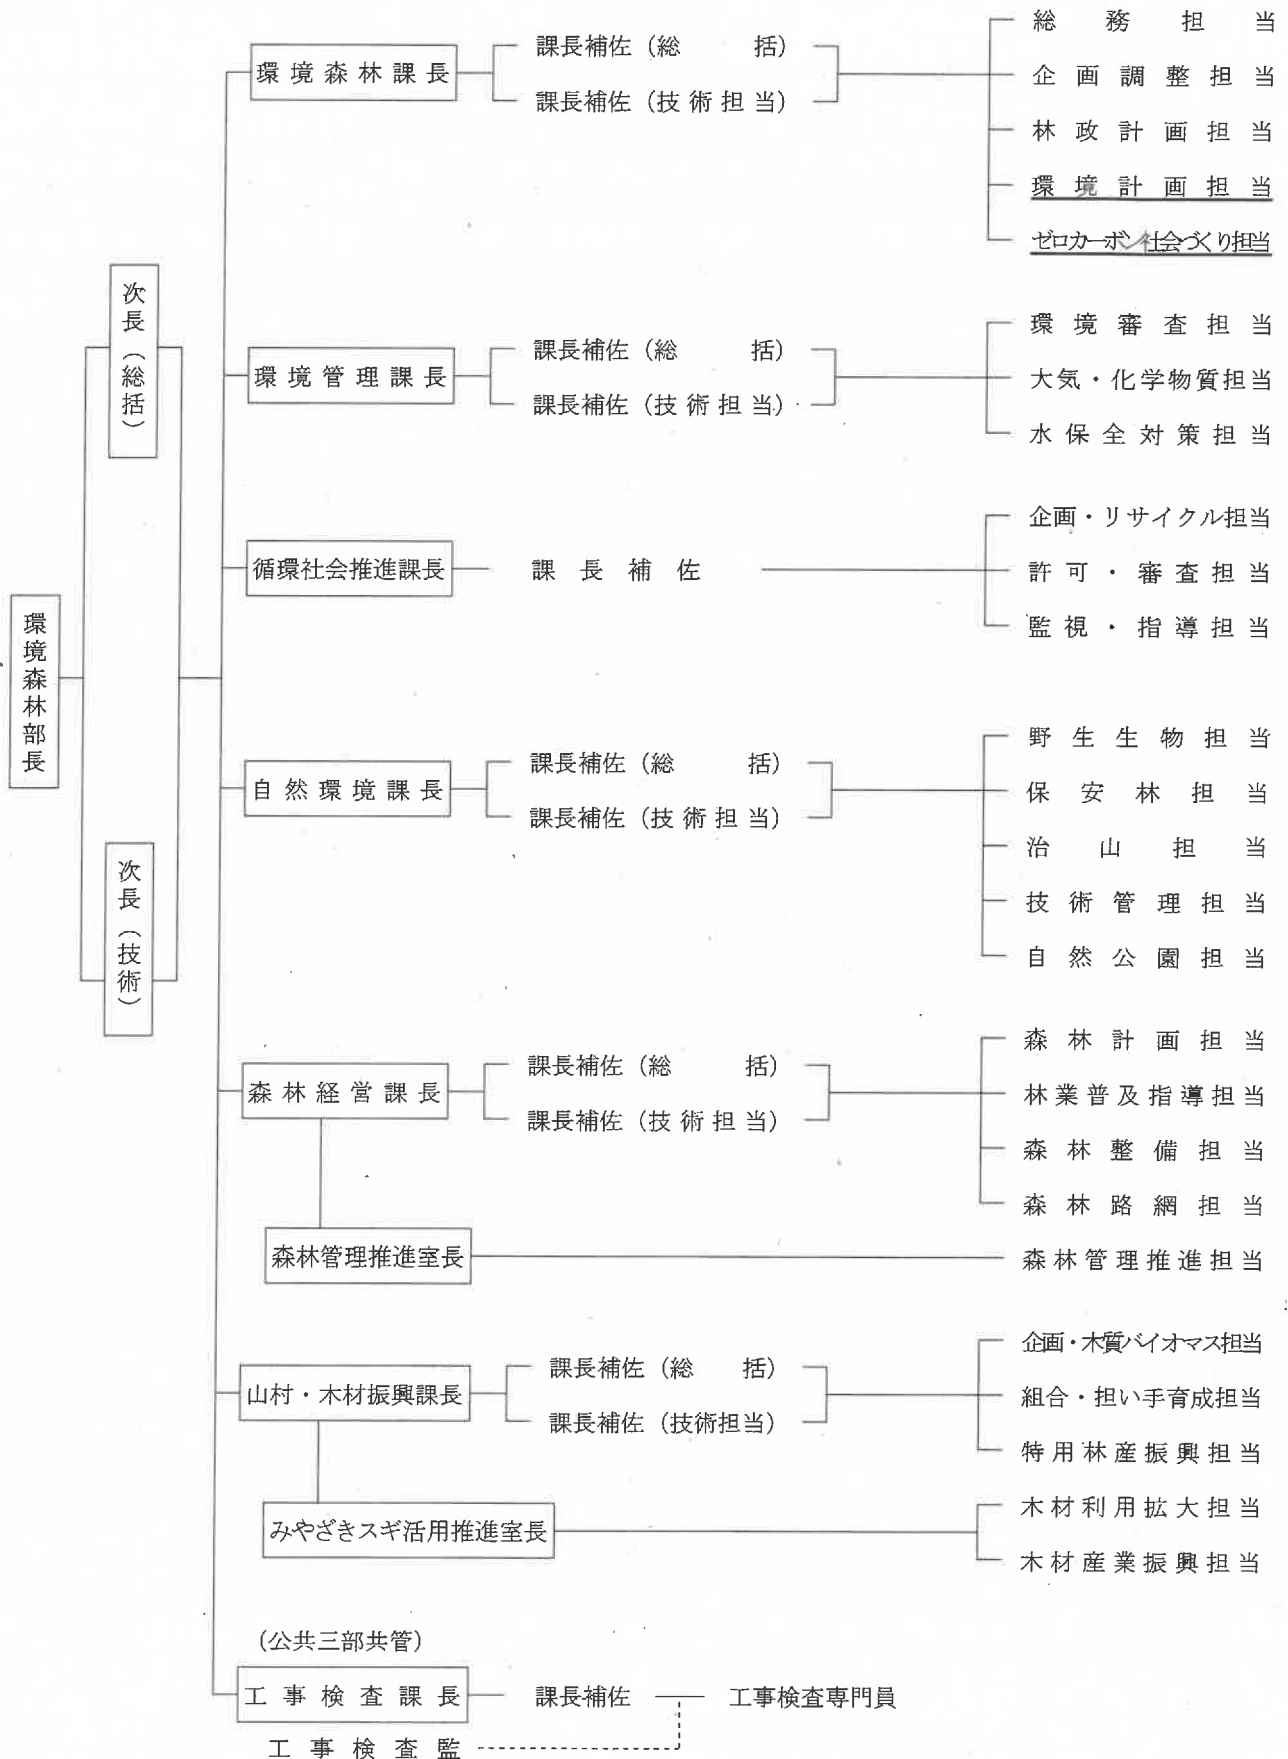 環境森林部長
次長（総括）
次長（技術）
環境森林課長
課長補佐（総　括）
課長補佐（技術担当）
総務担当
企画調整担当
林政計画担当
環境計画担当
ゼロカーボン社会づくり担当
環境管理課長
課長補佐（総　括）
課長補佐（技術担当）
環境審査担当
大気・化学物質担当
水保全対策担当
循環社会推進課長
課長補佐
企画・リサイクル担当
許可・審査担当
監視・指導担当
自然環境課長
課長補佐（総　括）
課長補佐（技術担当）
野生生物担当
保安林担当
治山担当
技術管理担当
自然公園担当
森林経営課長
課長補佐（総　括）
課長補佐（技術担当）
森林計画担当
林業普及指導担当
森林整備担当
森林路網担当
森林管理推進室長
森林管理推進担当
山村・木材振興課長
課長補佐（総　括）
課長補佐（技術担当）
企画・木質バイオマス担当
組合・担い手育成担当
特用林産振興担当
みやざきスギ活用推進室長
木材利用拡大担当
木材産業振興担当
（公共三部共管）
工事検査課長
課長補佐
工事検査専門員
工事検査監